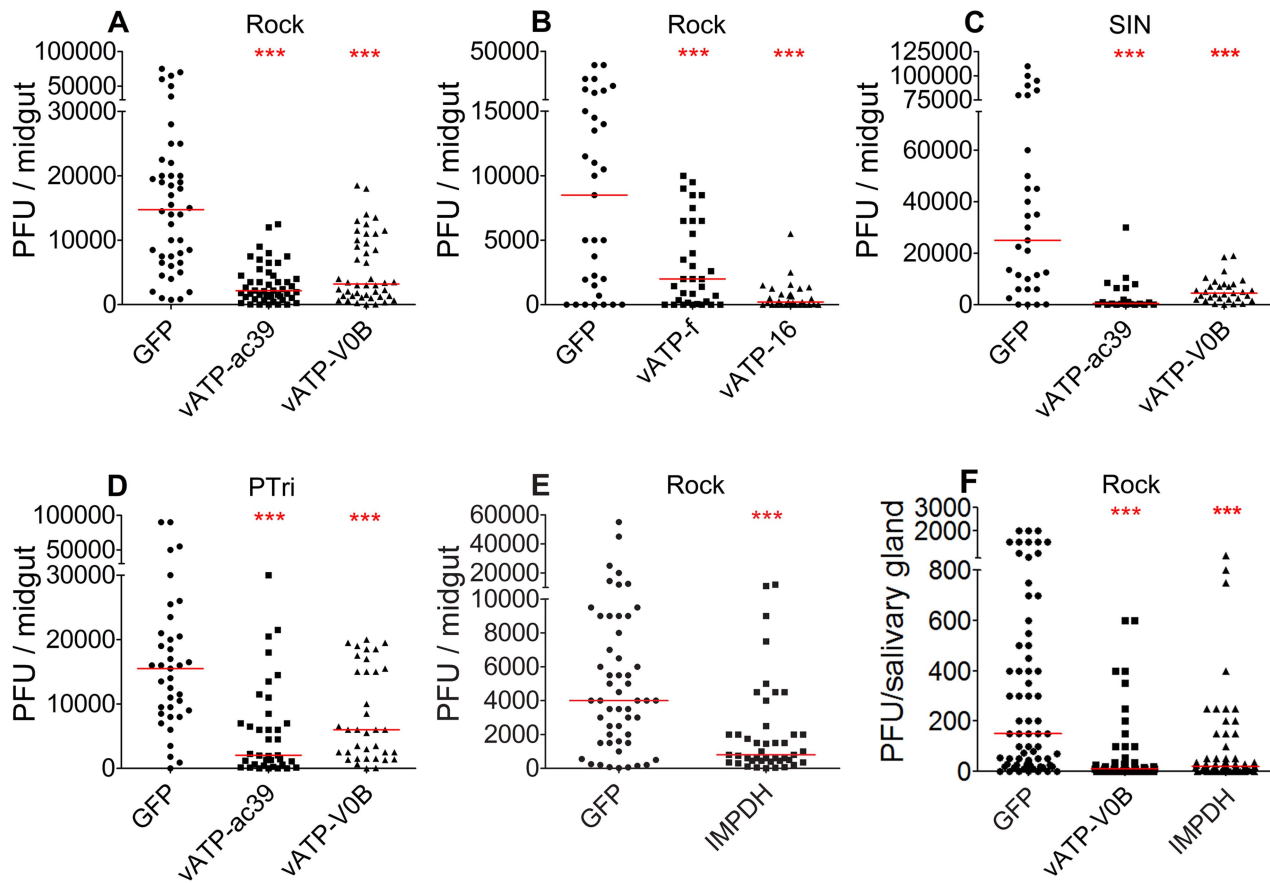 A
Rock
PFU / midgut
100000
50000
30000
20000
10000
0
***
***
GFP
vATP-ac39
vATP-V0B
B
Rock
PFU / midgut
50000
15000
10000
5000
0
***
***
GFP
vATP-f
vATP-16
C
SIN
PFU / midgut
125000
100000
75000
60000
40000
20000
0
***
***
GFP
vATP-ac39
vATP-V0B
D
PTri
PFU / midgut
100000
50000
30000
20000
10000
0
***
***
GFP
vATP-ac39
vATP-V0B
E
Rock
PFU / midgut
60000
40000
20000
10000
8000
6000
4000
2000
0
***
GFP
IMPDH
F
Rock
PFU/salivary gland
3000
2000
800
600
400
200
0
***
***
GFP
vATP-V0B
IMPDH